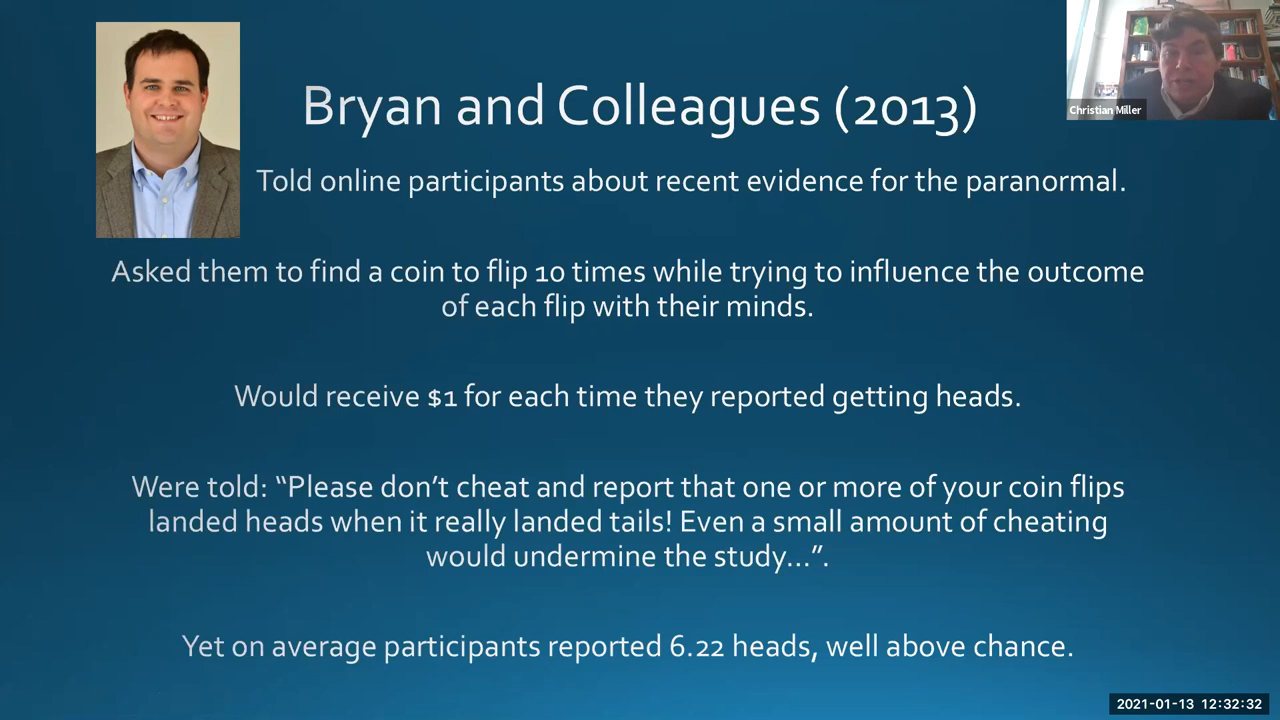 Bryan and Colleagues (2013)
Christian Miller
Told online participants about recent evidence for the paranormal.
Asked them to find a coin to flip 10 times while trying to influence the outcome
of each flip with their minds.
Would receive $1 for each time they reported getting heads.
Were told: “Please don’t cheat and report that one or more of your coin flips
landed heads when it really landed tails! Even a small amount of cheating
would undermine the study…”.
Yet on average participants reported 6.22 heads, well above chance.
2021-01-13 12:32:32